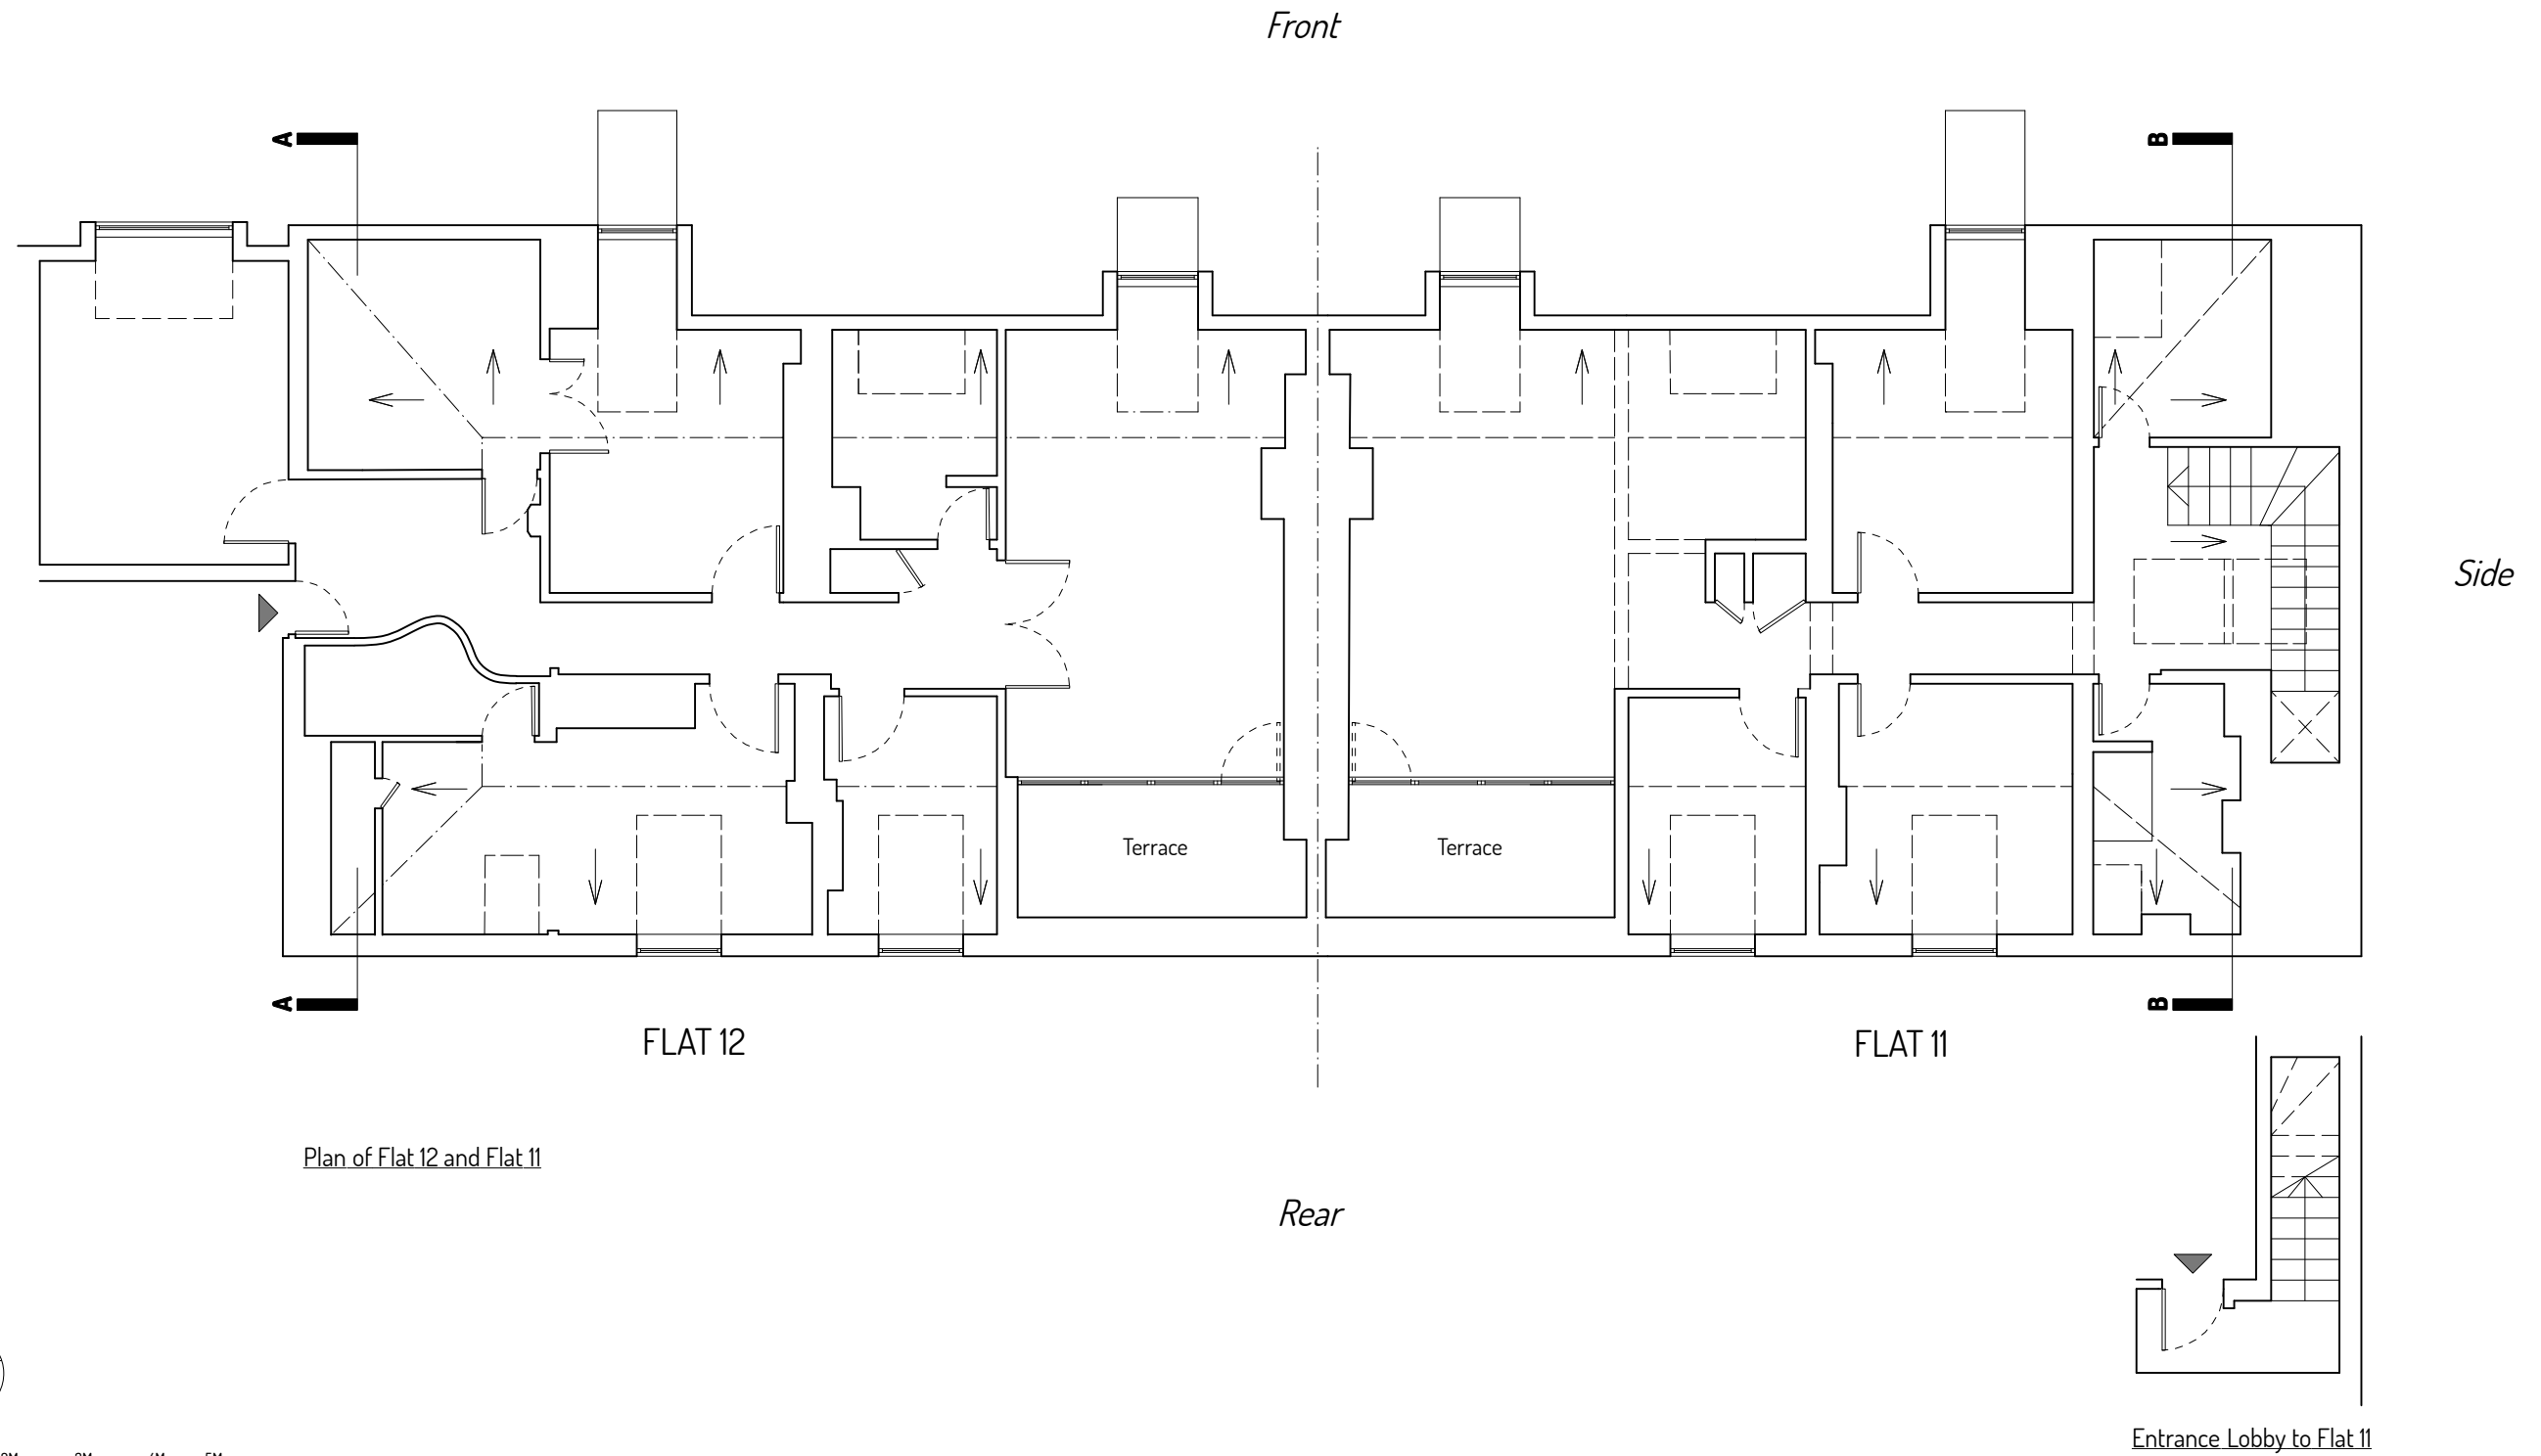 Front
A
B
Side
Terrace
Terrace
A
B
FLAT 12
FLAT 11
Plan of Flat 12 and Flat 11
Rear
Entrance Lobby to Flat 11
5M